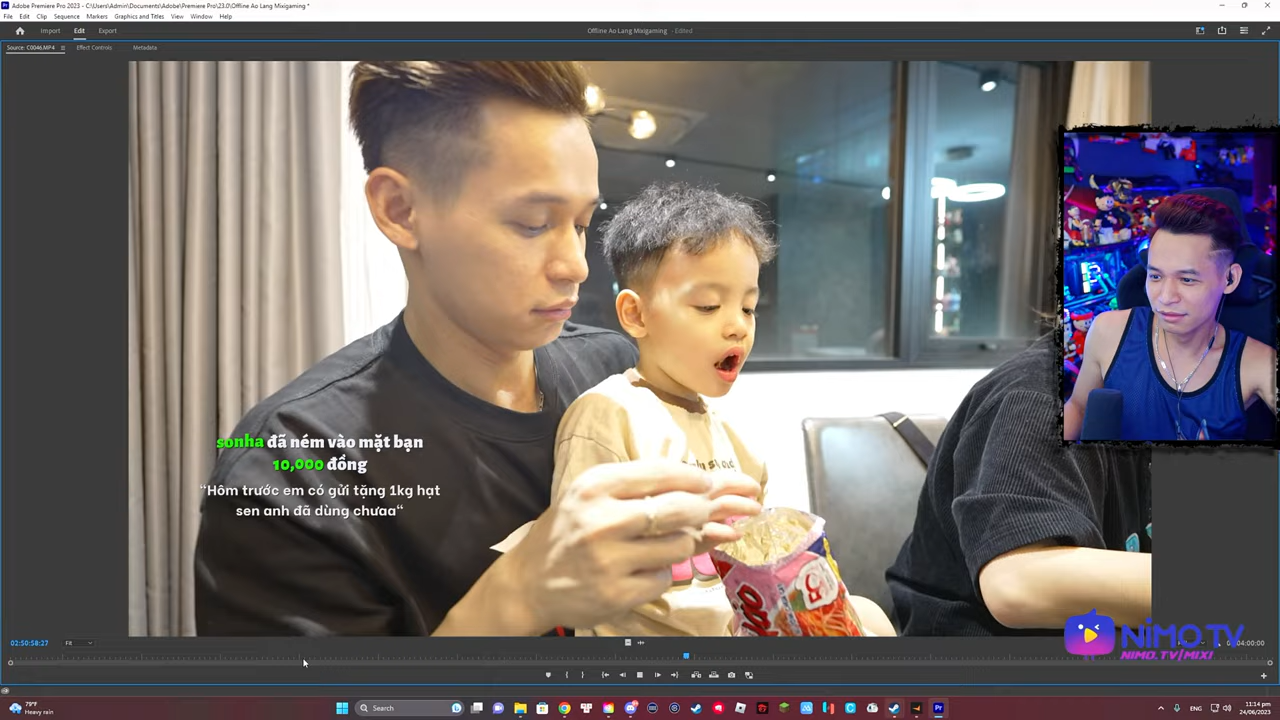 Adobe Premiere Pro 2023 - C:\Users\Admin\Documents\Adobe\Premiere Pro\23.0\Offline Ao Lang Mixigaming *
File Edit Clip Sequence Markers Graphics and Titles View Window Help
Import Edit Export
Offline Ao Lang Mixigaming - Edited
Source: C0046.MP4 Effect Controls Metadata
sonha đã ném vào mặt bạn
10,000 đồng
“Hôm trước em có gửi tặng 1kg hạt
sen anh đã dùng chưaa“
02:50:58:27 Fit
04:00:00
NIMO.TV
NIMO.TV/MIXI
79°F
Heavy rain
Search
ENG
11:14 PM
24/06/2023